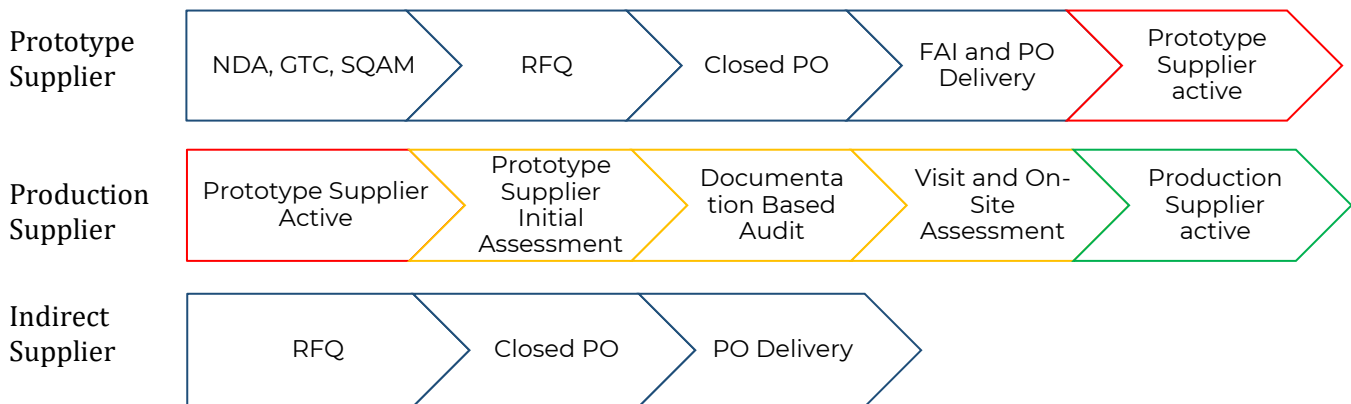 Prototype
Supplier
NDA, GTC, SQAM
RFQ
Closed PO
FAI and PO
Delivery
Prototype
Supplier
active
Production
Supplier
Prototype Supplier
Active
Prototype
Supplier
Initial
Assessment
Documenta
tion Based
Audit
Visit and On-
Site
Assessment
Production
Supplier
active
Indirect
Supplier
RFQ
Closed PO
PO Delivery